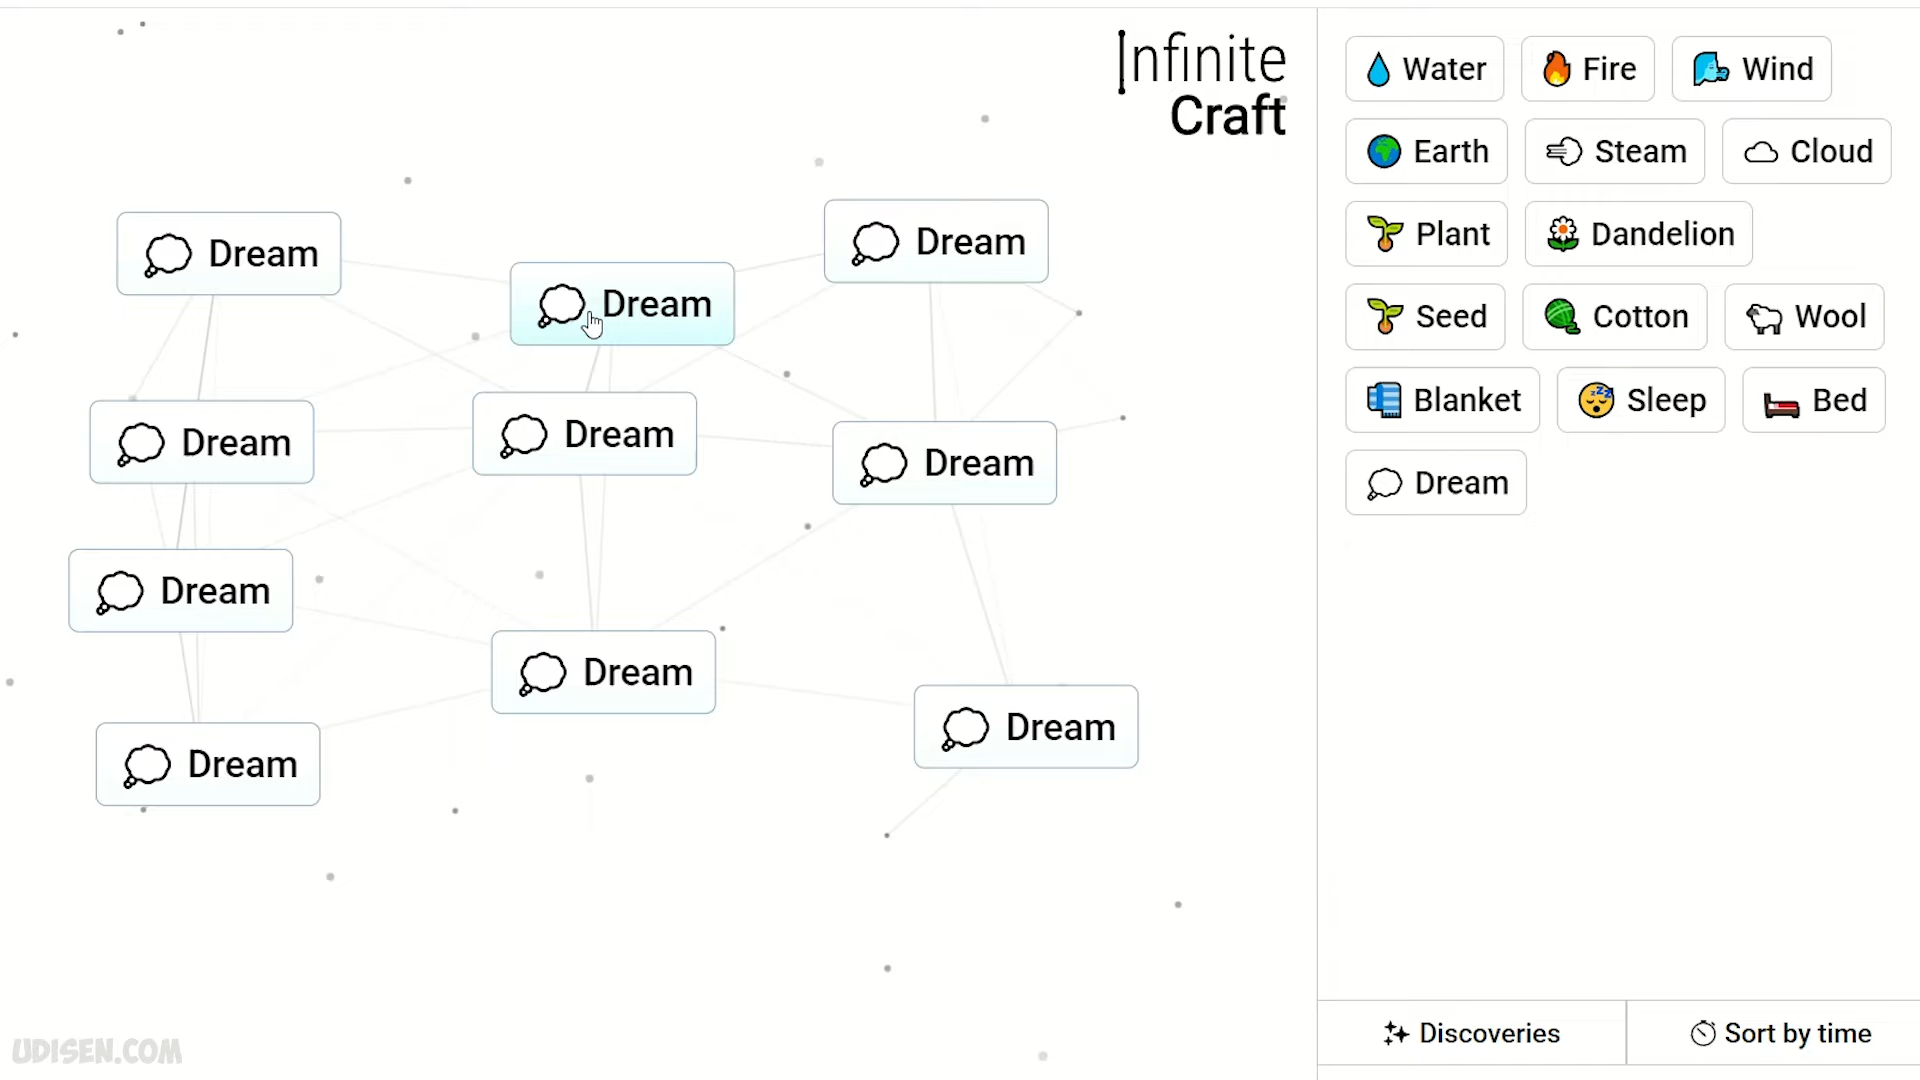 Infinite
Craft
Dream
Dream
Dream
Dream
Dream
Dream
Dream
Dream
Dream
Dream
Water Fire Wind
Earth Steam Cloud
Plant Dandelion
Seed Cotton Wool
Blanket Sleep Bed
Dream
Discoveries Sort by time
UDISEN.COM